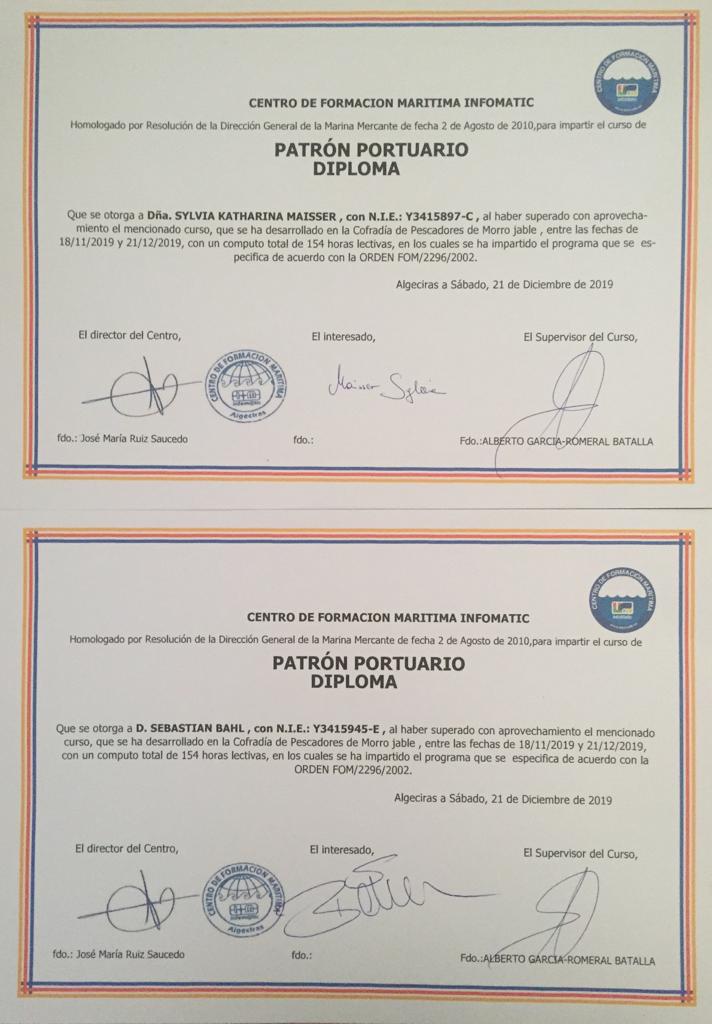 CENTRO DE FORMACION MARITIMA INFOMATIC
Homologado por Resolución de la Dirección General de la Marina Mercante de fecha 2 de Agosto de 2010,para impartir el curso de
PATRÓN PORTUARIO
DIPLOMA
Que se otorga a Dña. SYLVIA KATHARINA MAISSER , con N.I.E.: Y3415897-C , al haber superado con aprovecha-
miento el mencionado curso, que se ha desarrollado en la Cofradía de Pescadores de Morro jable , entre las fechas de
18/11/2019 y 21/12/2019, con un computo total de 154 horas lectivas, en los cuales se ha impartido el programa que se es-
pecifica de acuerdo con la ORDEN FOM/2296/2002.
Algeciras a Sábado, 21 de Diciembre de 2019
El director del Centro, El interesado, El Supervisor del Curso,
CENTRO DE FORMACION MARITIMA
Algeciras
Maisser Sylvia
fdo.: José María Ruiz Saucedo fdo.: Fdo.:ALBERTO GARCIA-ROMERAL BATALLA
CENTRO DE FORMACION MARITIMA INFOMATIC
Homologado por Resolución de la Dirección General de la Marina Mercante de fecha 2 de Agosto de 2010,para impartir el curso de
PATRÓN PORTUARIO
DIPLOMA
Que se otorga a D. SEBASTIAN BAHL , con N.I.E.: Y3415945-E , al haber superado con aprovechamiento el mencionado
curso, que se ha desarrollado en la Cofradía de Pescadores de Morro jable , entre las fechas de 18/11/2019 y 21/12/2019,
con un computo total de 154 horas lectivas, en los cuales se ha impartido el programa que se especifica de acuerdo con la
ORDEN FOM/2296/2002.
Algeciras a Sábado, 21 de Diciembre de 2019
El director del Centro, El interesado, El Supervisor del Curso,
CENTRO DE FORMACION MARITIMA
Algeciras
fdo.: José María Ruiz Saucedo fdo.: Fdo.:ALBERTO GARCIA-ROMERAL BATALLA